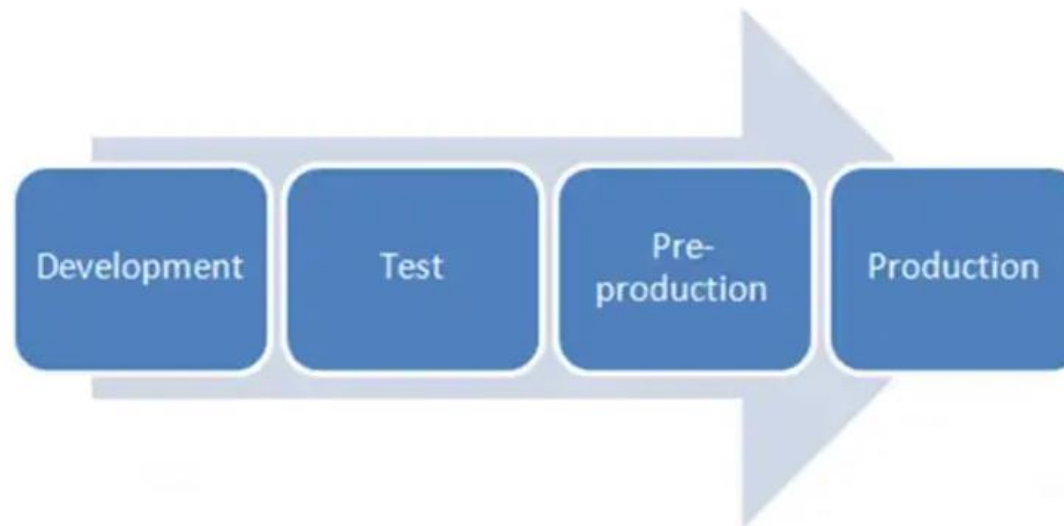 Development
Test
Pre-
production
Production